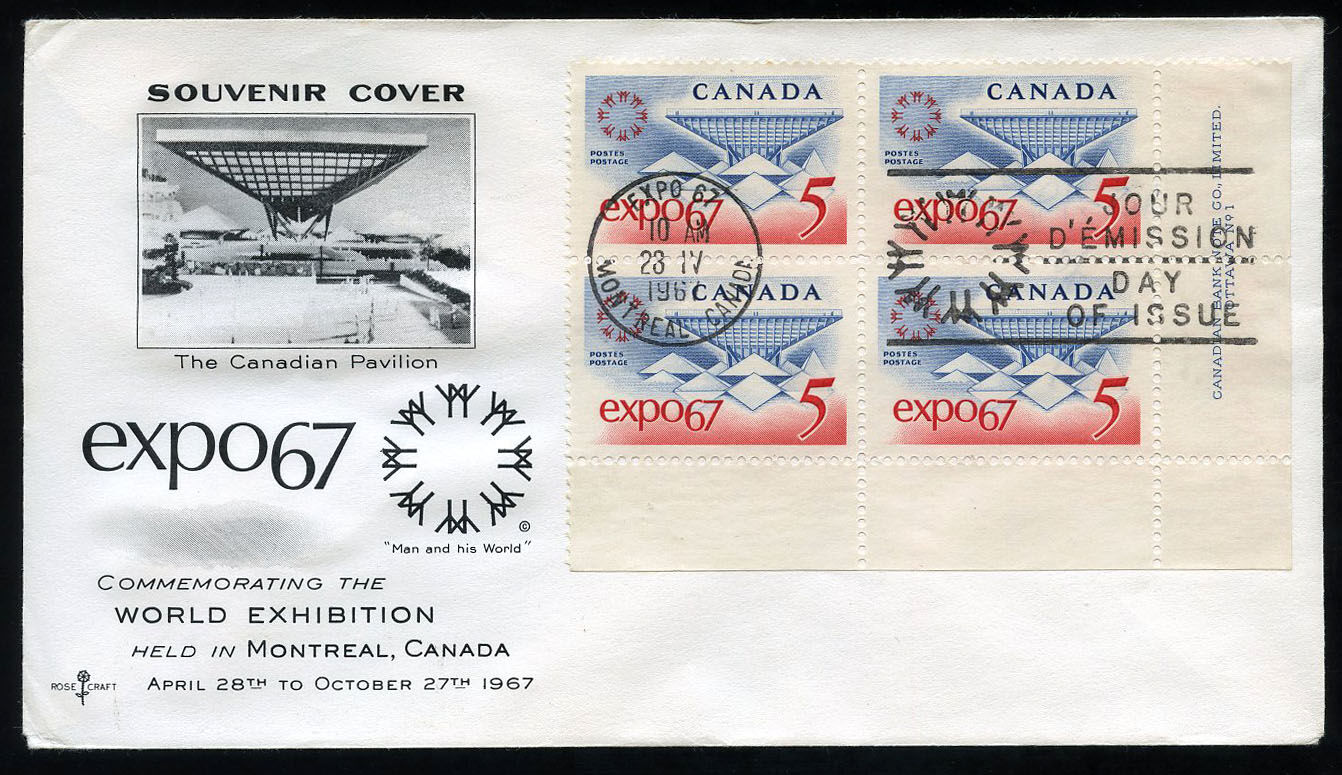 SOUVENIR COVER
The Canadian Pavilion
expo67
©
"Man and his World"
COMMEMORATING THE
WORLD EXHIBITION
HELD IN MONTREAL, CANADA
APRIL 28TH TO OCTOBER 27TH 1967
ROSE CRAFT
CANADA
POSTES
POSTAGE
expo67 5
CANADA
POSTES
POSTAGE
expo67 5
CANADA
POSTES
POSTAGE
expo67 5
CANADA
POSTES
POSTAGE
expo67 5
EXPO 67
10 AM
28 IV
1967
MONTREAL CANADA
JOUR
D'ÉMISSION
DAY
OF ISSUE
CANADIAN BANK NOTE CO., LIMITED.
OTTAWA Nº 1